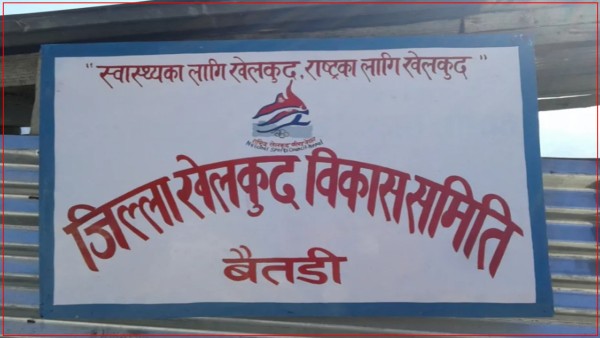 " स्वास्थ्यका लागि खेलकुद, राष्ट्रका लागि खेलकुद "
जिल्ला खेलकुद विकास समिति
बैतडी